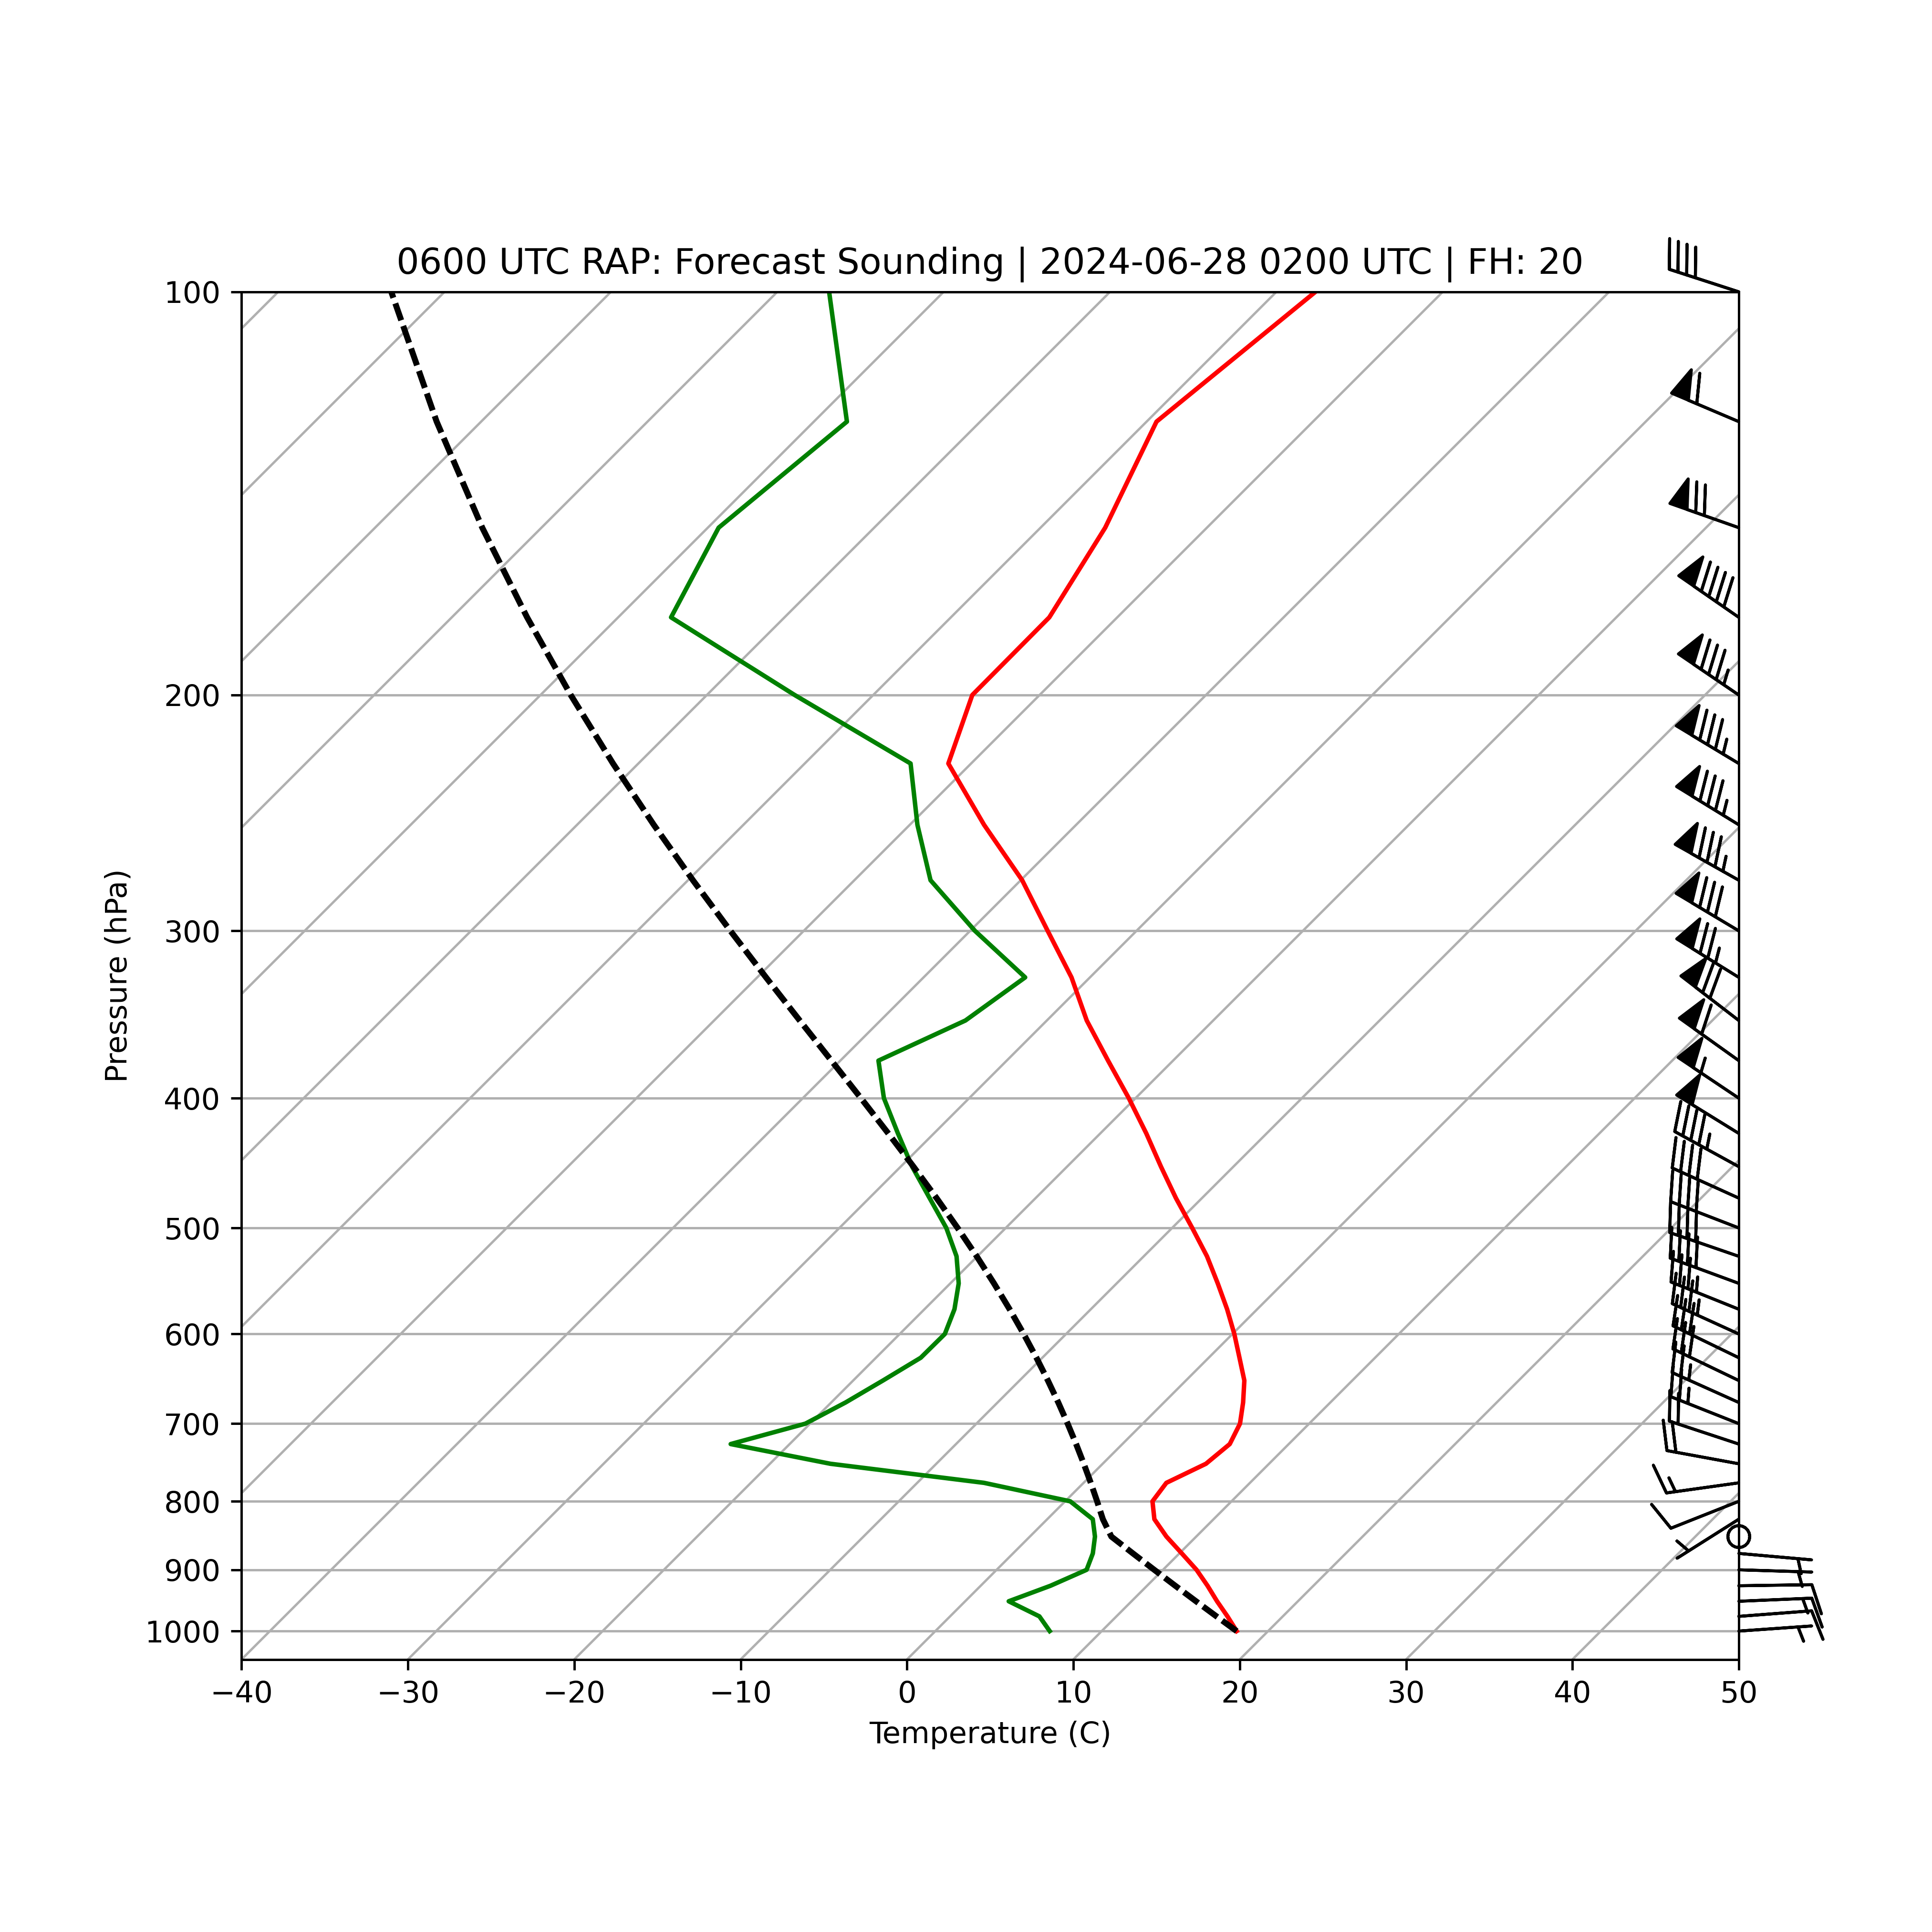 0600 UTC RAP: Forecast Sounding | 2024-06-28 0200 UTC | FH: 20
100
200
300
400
500
600
700
800
900
1000
Pressure (hPa)
−40 −30 −20 −10 0 10 20 30 40 50
Temperature (C)